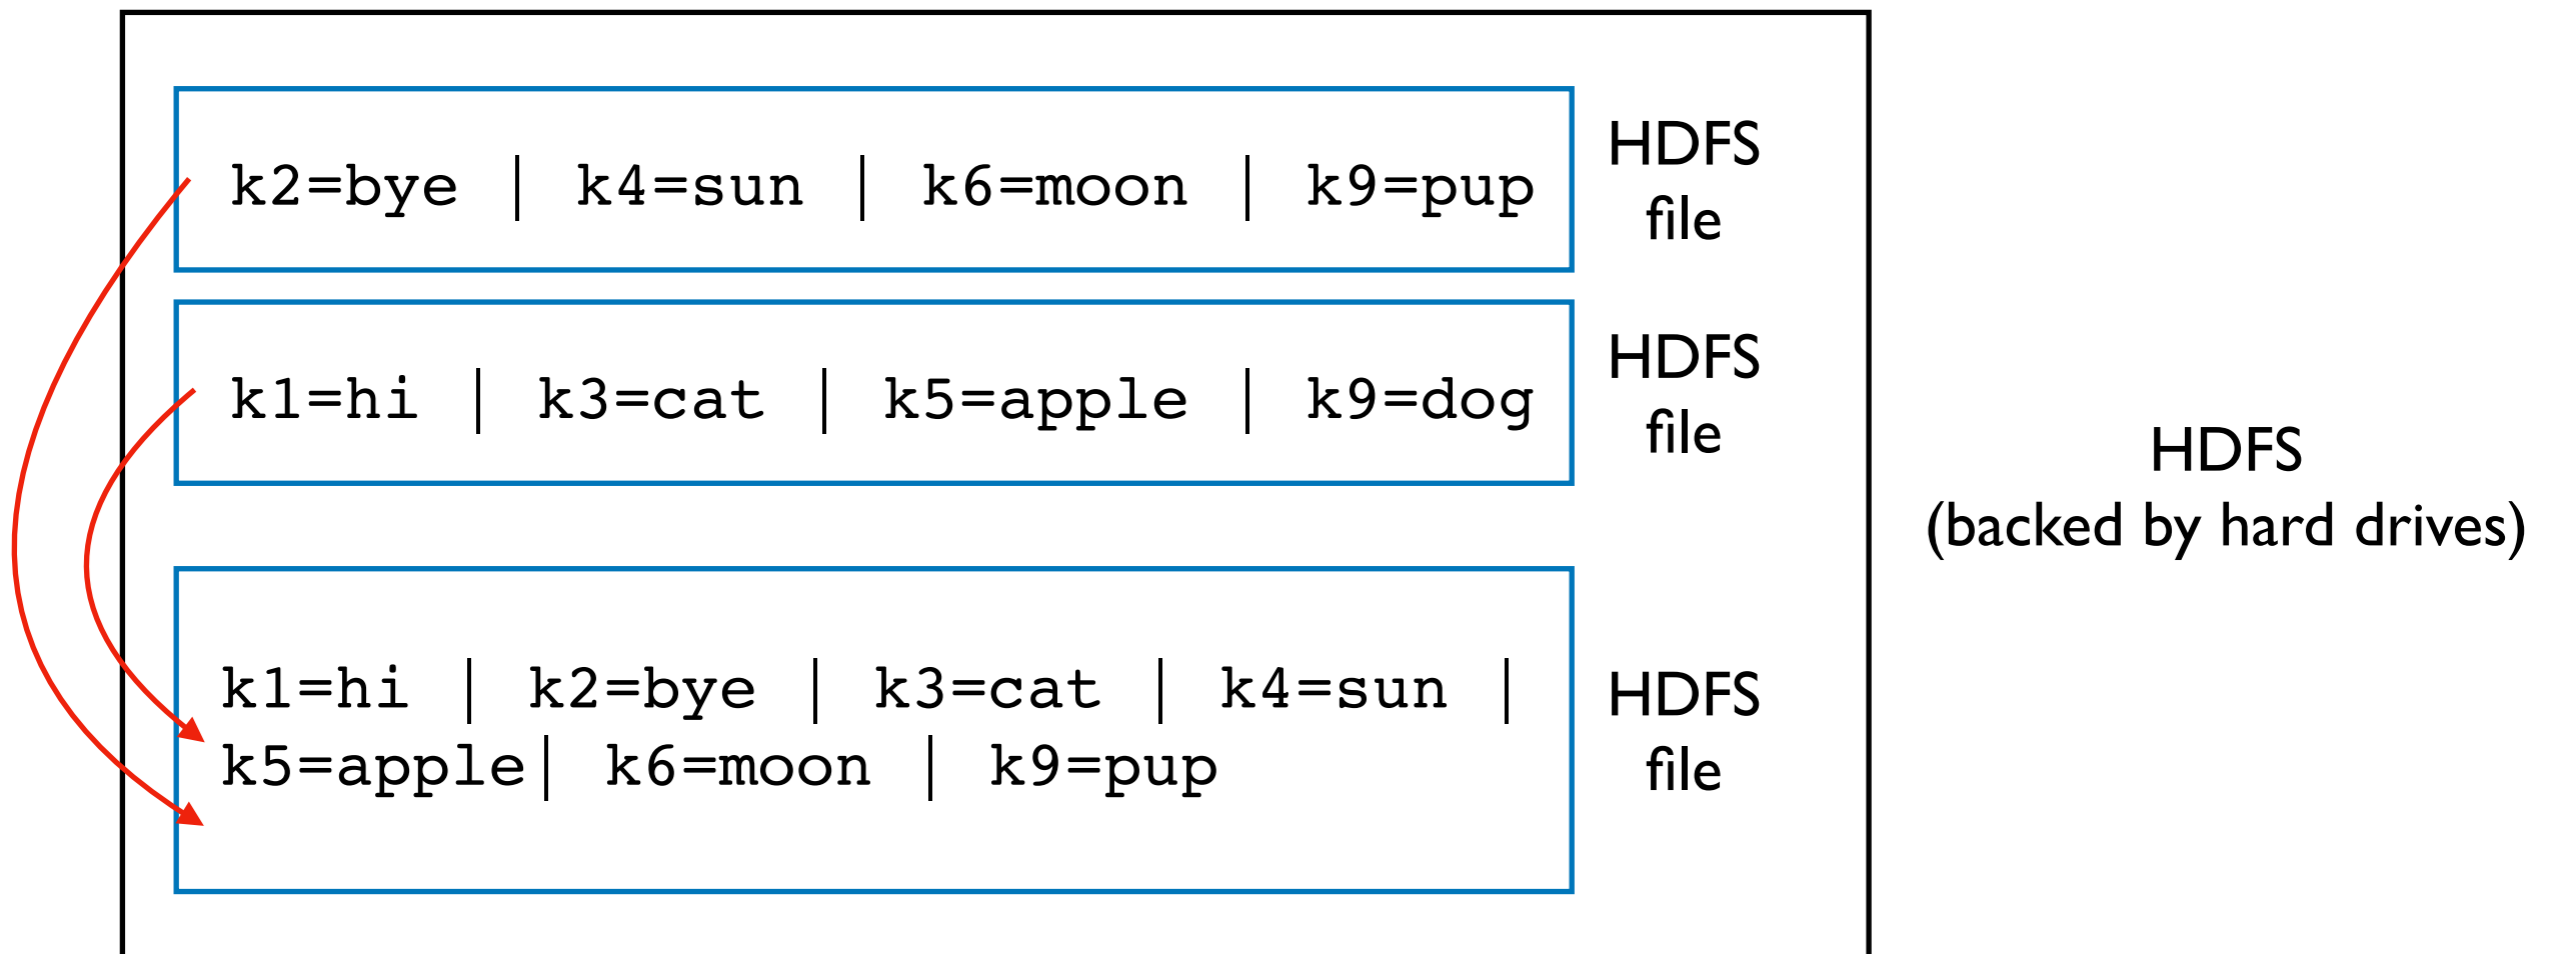 k2=bye | k4=sun | k6=moon | k9=pup
HDFS
file
k1=hi | k3=cat | k5=apple | k9=dog
HDFS
file
HDFS
(backed by hard drives)
k1=hi | k2=bye | k3=cat | k4=sun |
k5=apple| k6=moon | k9=pup
HDFS
file